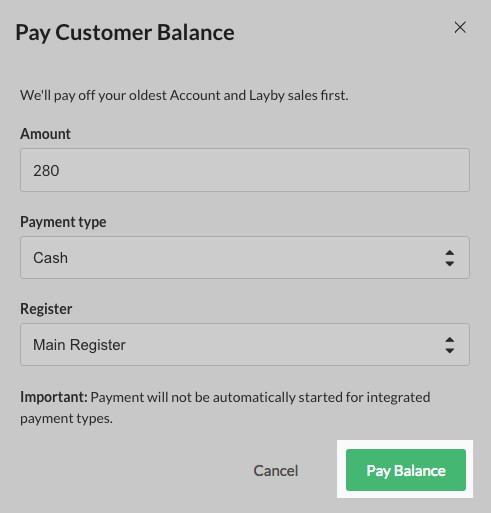 Pay Customer Balance
We'll pay off your oldest Account and Layby sales first.
Amount
280
Payment type
Cash
Register
Main Register
Important: Payment will not be automatically started for integrated
payment types.
Cancel
Pay Balance